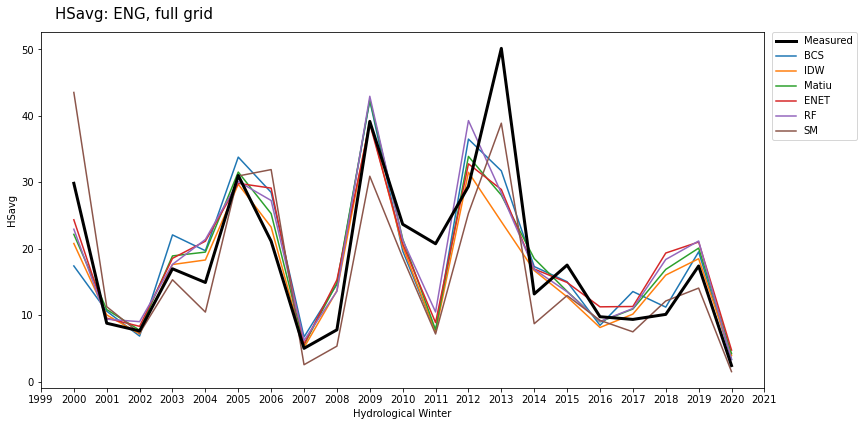 HSavg: ENG, full grid
Measured
BCS
IDW
Matiu
ENET
RF
SM
50
40
30
20
10
0
HSavg
1999 2000 2001 2002 2003 2004 2005 2006 2007 2008 2009 2010 2011 2012 2013 2014 2015 2016 2017 2018 2019 2020 2021
Hydrological Winter